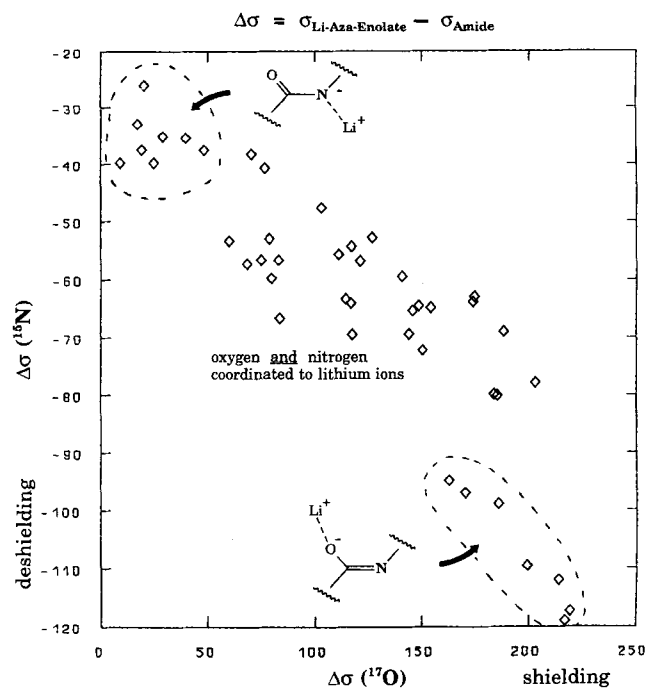 Δσ = σLi-Aza-Enolate − σAmide
-20
-30
-40
-50
-60
-70
-80
-90
-100
-110
-120
Δσ (15N)
deshielding
O
N
-
Li+
oxygen and nitrogen
coordinated to lithium ions
Li+
O-
N
0
50
100
150
200
250
Δσ (17O)
shielding